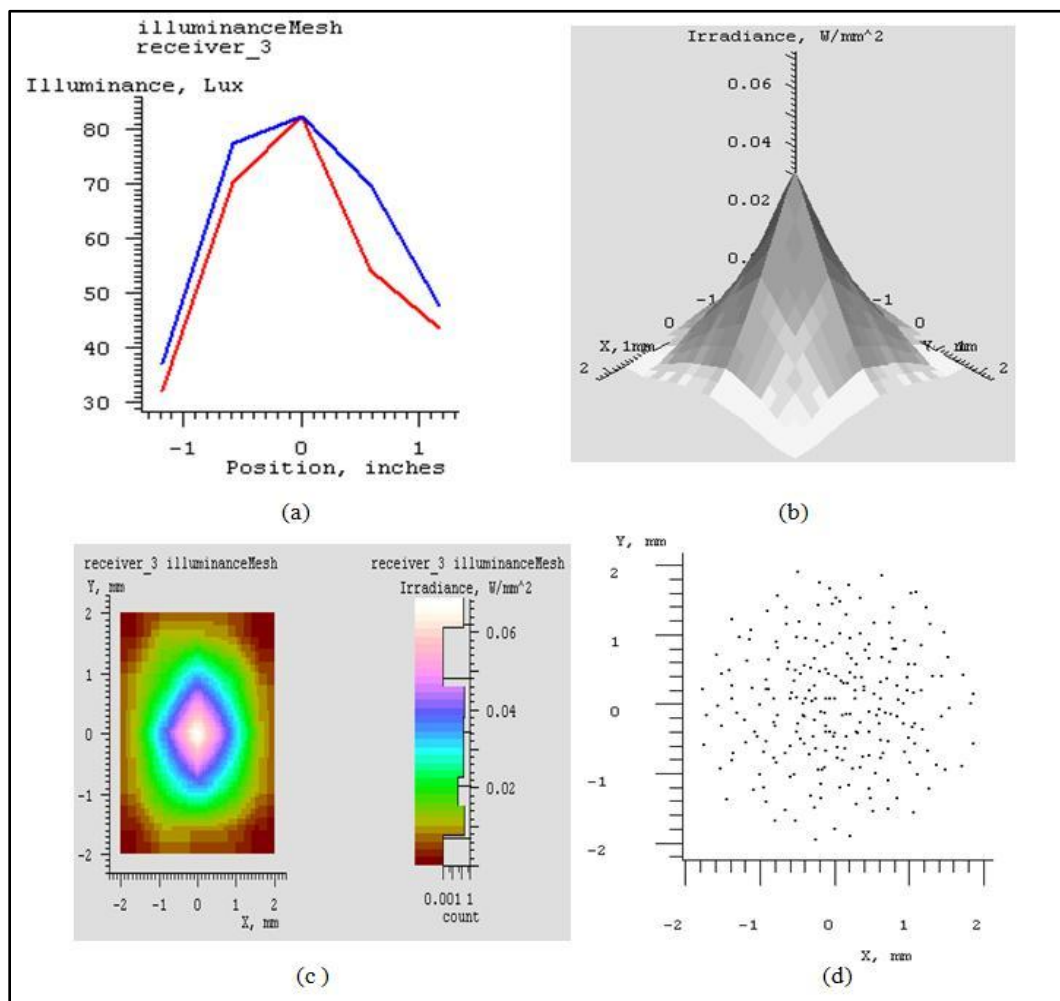 illuminanceMesh
receiver_3
Illuminance, Lux
80
70
60
50
40
30
-1 0 1
Position, inches
(a)
Irradiance, W/mm^2
0.06
0.04
0.02
-1 -1
0 0
X, mm
2 2
(b)
receiver_3 illuminanceMesh
Y, mm
2
1
0
-1
-2
-2 -1 0 1 2
X, mm
receiver_3 illuminanceMesh
Irradiance, W/mm^2
0.06
0.04
0.02
0.001 1
count
(c )
Y, mm
2
1
0
-1
-2
-2 -1 0 1 2
X, mm
(d)